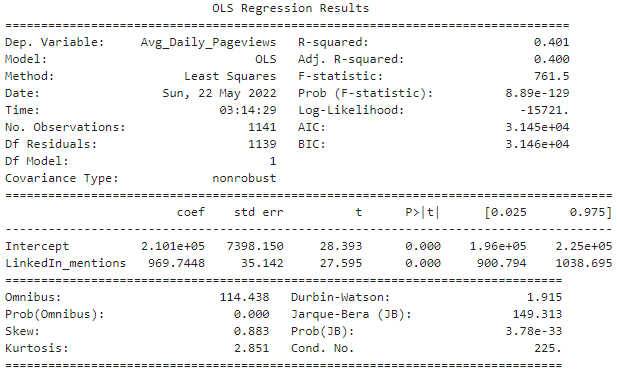 OLS Regression Results
==============================================================================
Dep. Variable:     Avg_Daily_Pageviews   R-squared:                       0.401
Model:                             OLS   Adj. R-squared:                  0.400
Method:                  Least Squares   F-statistic:                     761.5
Date:                 Sun, 22 May 2022   Prob (F-statistic):          8.89e-129
Time:                         03:14:29   Log-Likelihood:                -15721.
No. Observations:                 1141   AIC:                         3.145e+04
Df Residuals:                     1139   BIC:                         3.146e+04
Df Model:                            1
Covariance Type:             nonrobust
====================================================================================
                       coef    std err          t      P>|t|      [0.025      0.975]
------------------------------------------------------------------------------------
Intercept         2.101e+05   7398.150     28.393      0.000    1.96e+05    2.25e+05
LinkedIn_mentions  969.7448     35.142     27.595      0.000     900.794    1038.695
==============================================================================
Omnibus:                      114.438   Durbin-Watson:                   1.915
Prob(Omnibus):                  0.000   Jarque-Bera (JB):              149.313
Skew:                           0.883   Prob(JB):                     3.78e-33
Kurtosis:                       2.851   Cond. No.                         225.
==============================================================================